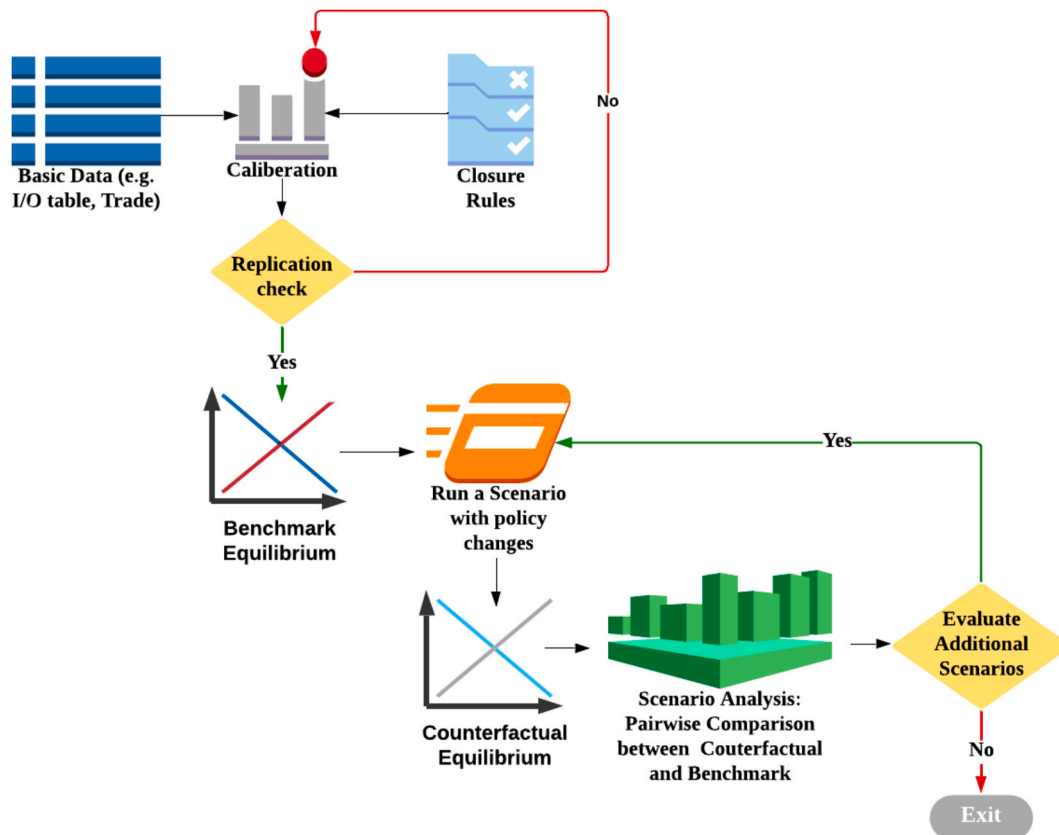 No
Basic Data (e.g.
I/O table, Trade)
Caliberation
Closure
Rules
Replication
check
Yes
Benchmark
Equilibrium
Run a Scenario
with policy
changes
Yes
Counterfactual
Equilibrium
Scenario Analysis:
Pairwise Comparison
between Couterfactual
and Benchmark
Evaluate
Additional
Scenarios
No
Exit